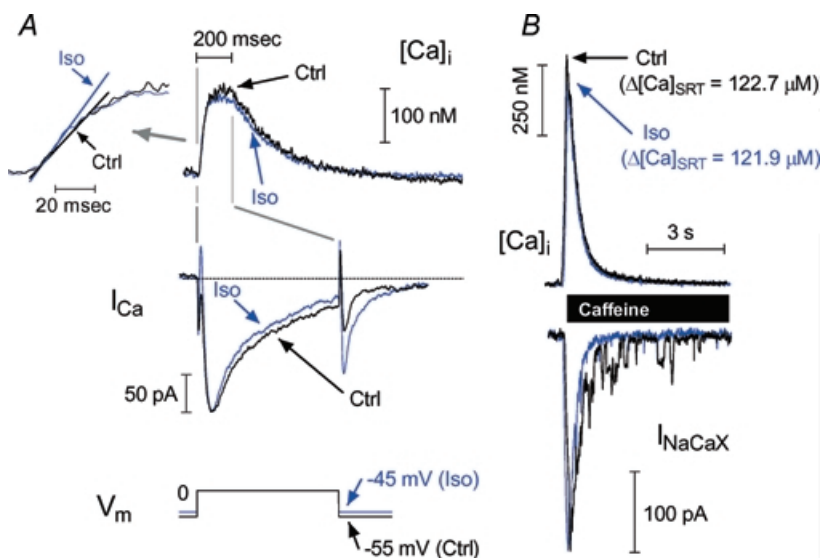 A
Iso
Ctrl
20 msec
200 msec
Ctrl
[Ca]i
100 nM
Iso
ICa
Iso
Ctrl
50 pA
Vm
0
-45 mV (Iso)
-55 mV (Ctrl)
B
250 nM
Ctrl
(Δ[Ca]SRT = 122.7 μM)
Iso
(Δ[Ca]SRT = 121.9 μM)
3 s
[Ca]i
Caffeine
INaCaX
100 pA